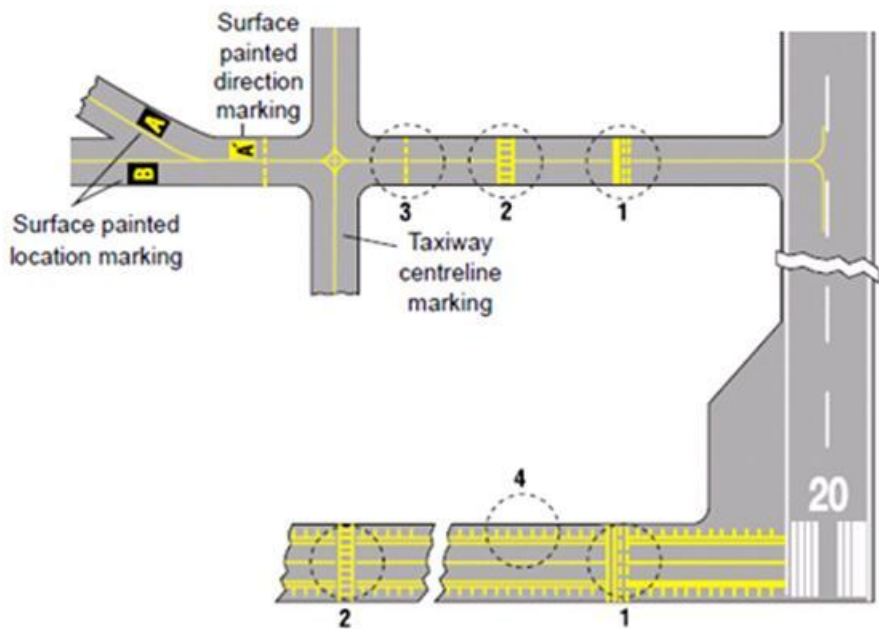 Surface
painted
direction
marking
A
A
B
Surface painted
location marking
3
2
1
Taxiway
centreline
marking
4
20
2
1